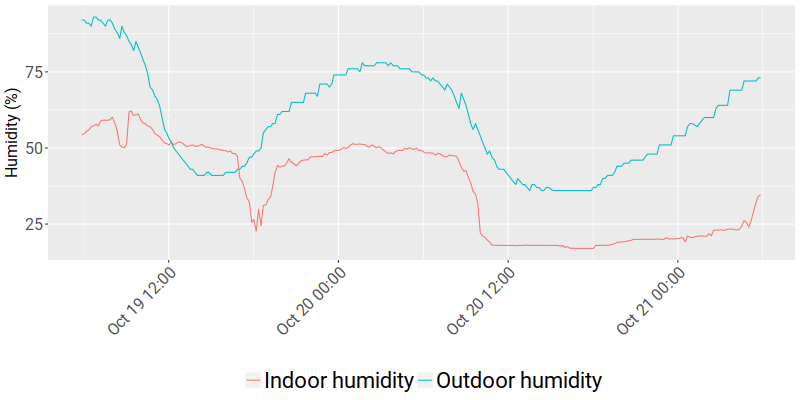 Humidity (%)
75
50
25
Oct 19 12:00
Oct 20 00:00
Oct 20 12:00
Oct 21 00:00
Indoor humidity
Outdoor humidity